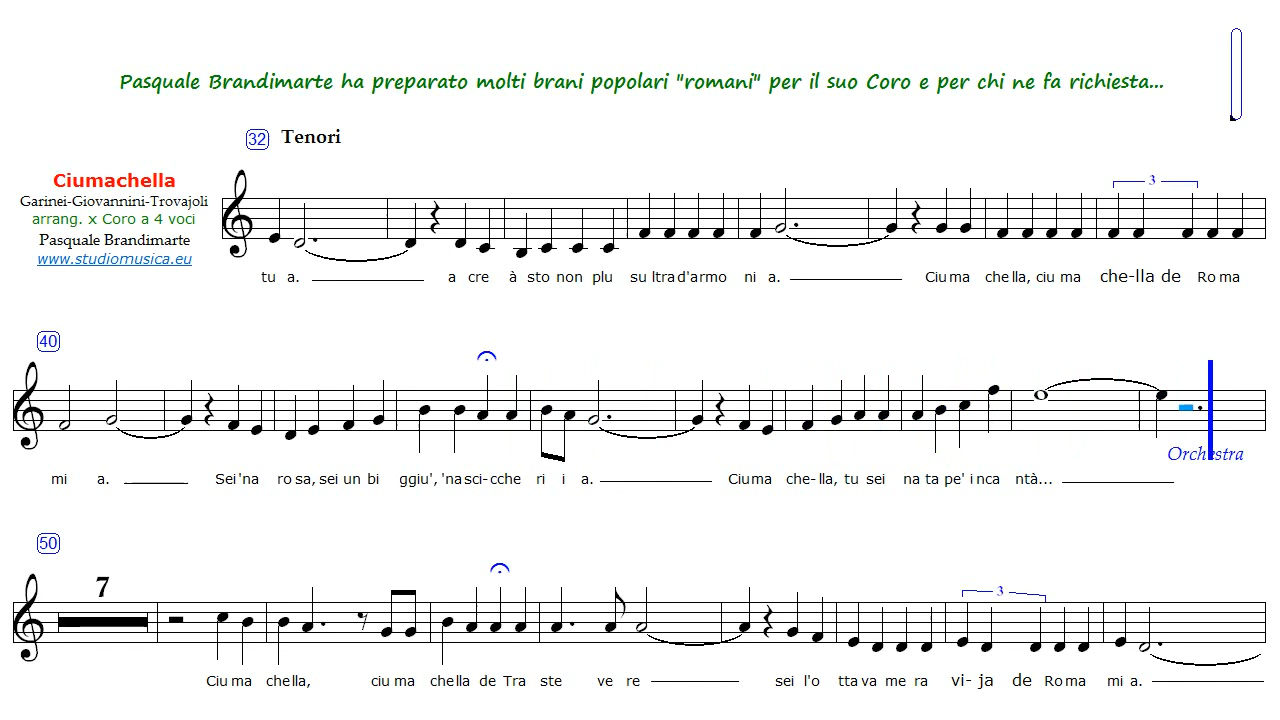 Pasquale Brandimarte ha preparato molti brani popolari "romani" per il suo Coro e per chi ne fa richiesta...
32 Tenori
Ciumachella
Garinei-Giovannini-Trovajoli
arrang. x Coro a 4 voci
Pasquale Brandimarte
www.studiomusica.eu
3
tu a. a cre à sto non plu su ltra d'armo ni a. Ciu ma che lla, ciu ma che-lla de Ro ma
40
mi a. Sei 'na ro sa, sei un bi ggiu', 'na sci-cche ri i a. Ciu ma che-lla, tu sei na ta pe' i nca ntà...
Orchestra
50
7
3
Ciu ma che lla, ciu ma che lla de Tra ste ve re sei l'o tta va me ra vi- ja de Ro ma mi a.